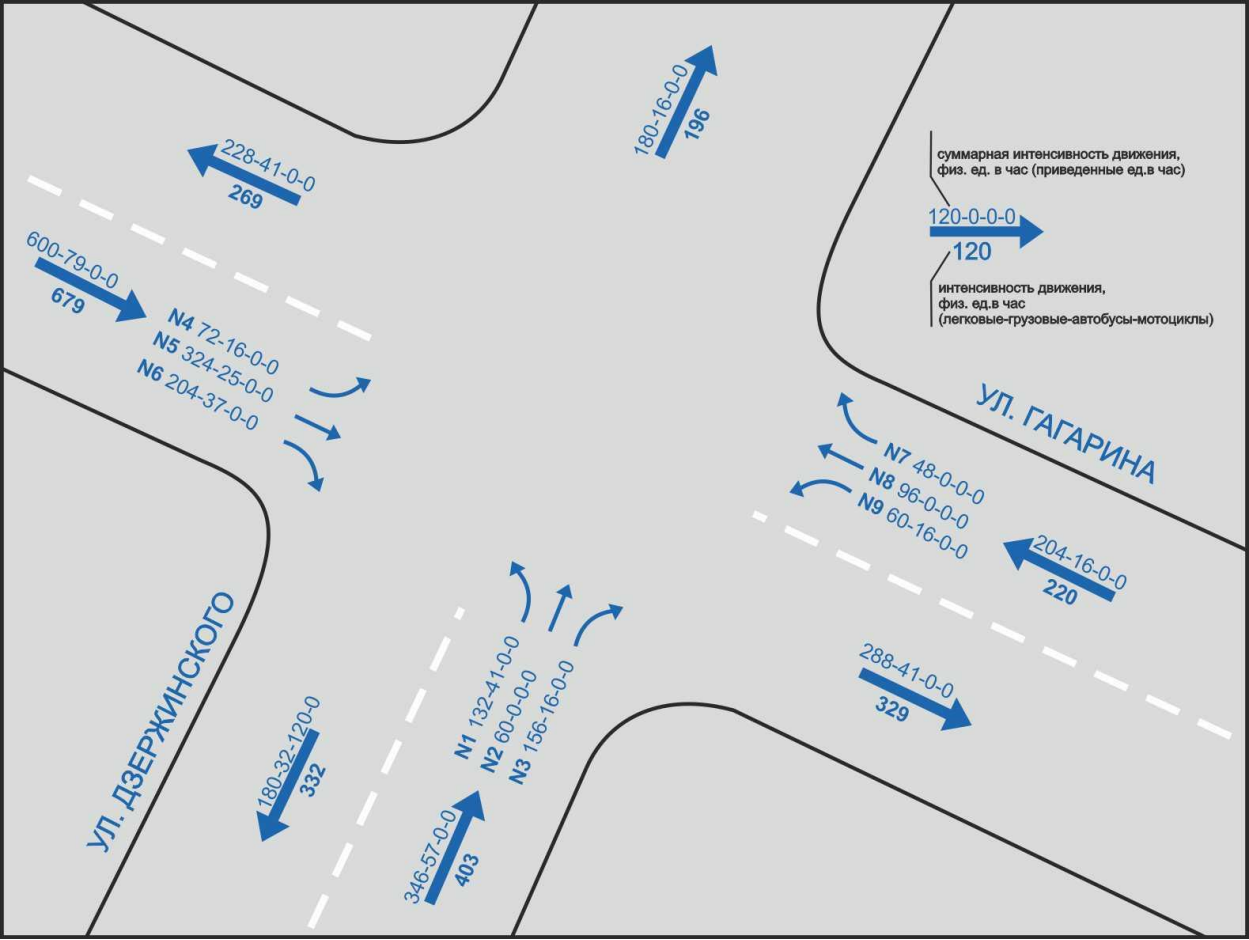 180-16-0-0
196
228-41-0-0
269
суммарная интенсивность движения,
физ. ед. в час (приведенные ед.в час)
120-0-0-0
120
интенсивность движения,
физ. ед.в час
(легковые-грузовые-автобусы-мотоциклы)
600-79-0-0
679
N4 72-16-0-0
N5 324-25-0-0
N6 204-37-0-0
УЛ. ГАГАРИНА
N7 48-0-0-0
N8 96-0-0-0
N9 60-16-0-0
204-16-0-0
220
288-41-0-0
329
УЛ. ДЗЕРЖИНСКОГО
180-32-120-0
332
N1 132-41-0-0
N2 60-0-0-0
N3 156-16-0-0
346-57-0-0
403